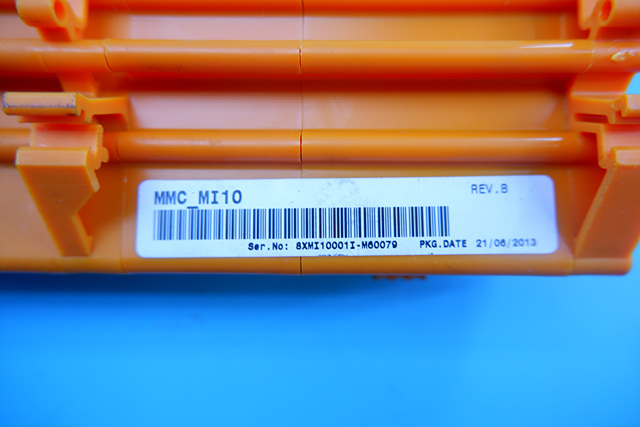 MMC_MI10
REV.B
Ser.No: 8XMI10001I-M60079 PKG.DATE 21/06/2013